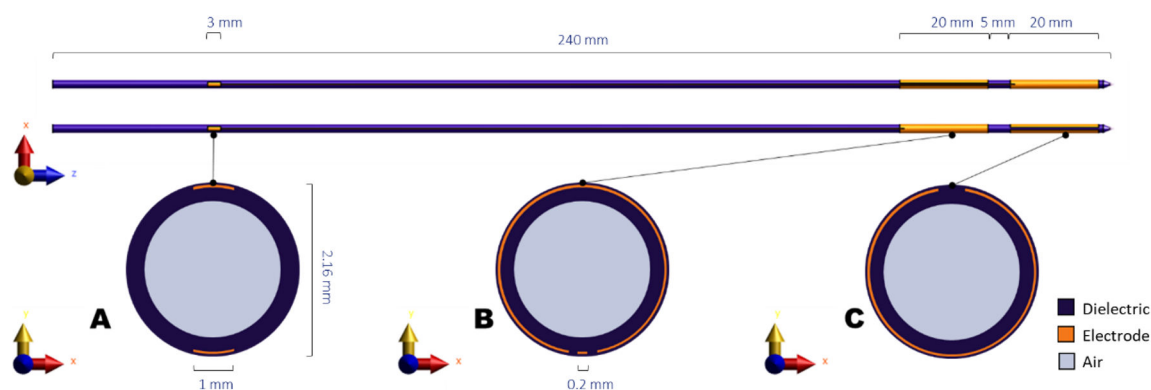 3 mm
20 mm 5 mm 20 mm
240 mm
x
z
2.16 mm
y
A
x
1 mm
y
B
x
0.2 mm
y
C
x
Dielectric
Electrode
Air